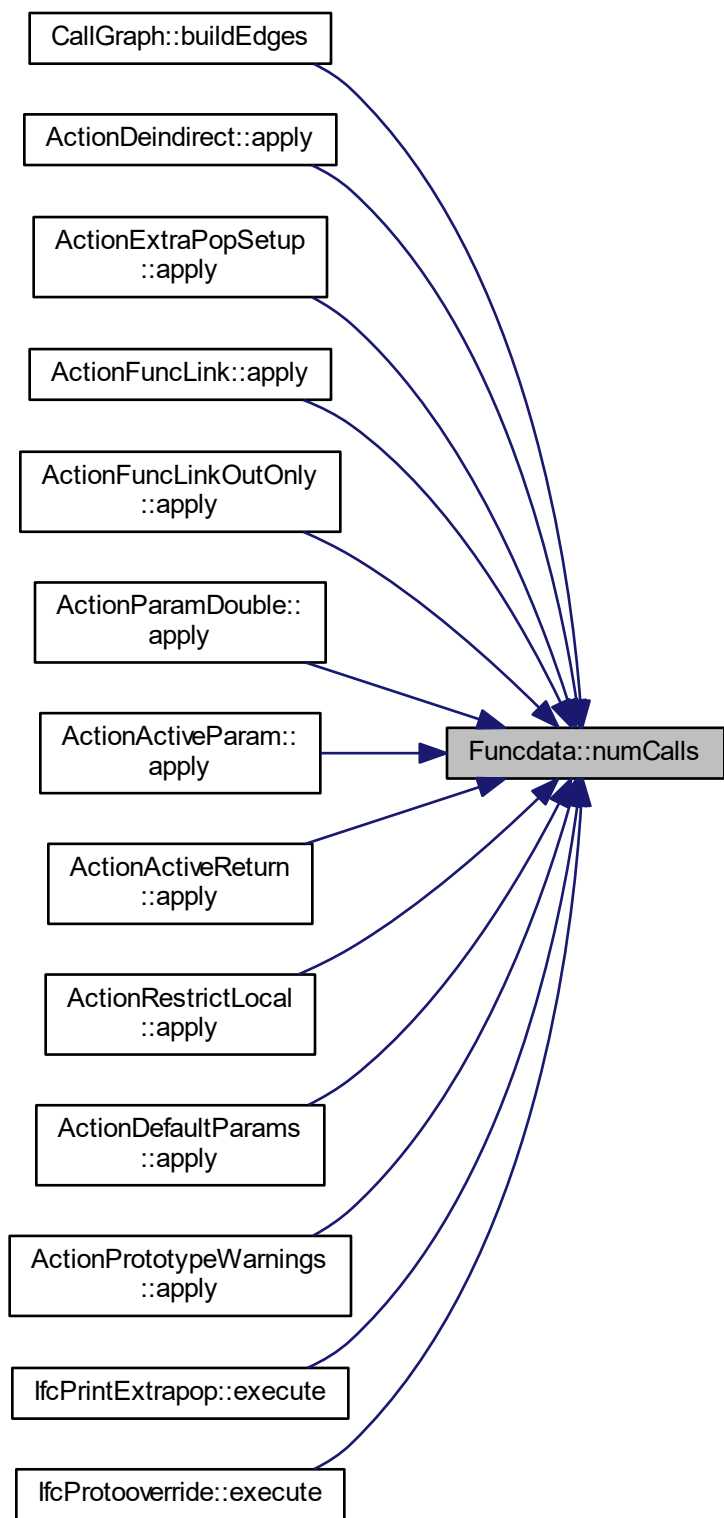 CallGraph::buildEdges
ActionDeindirect::apply
ActionExtraPopSetup
::apply
ActionFuncLink::apply
ActionFuncLinkOutOnly
::apply
ActionParamDouble::
apply
ActionActiveParam::
apply
Funcdata::numCalls
ActionActiveReturn
::apply
ActionRestrictLocal
::apply
ActionDefaultParams
::apply
ActionPrototypeWarnings
::apply
IfcPrintExtrapop::execute
IfcProtooverride::execute